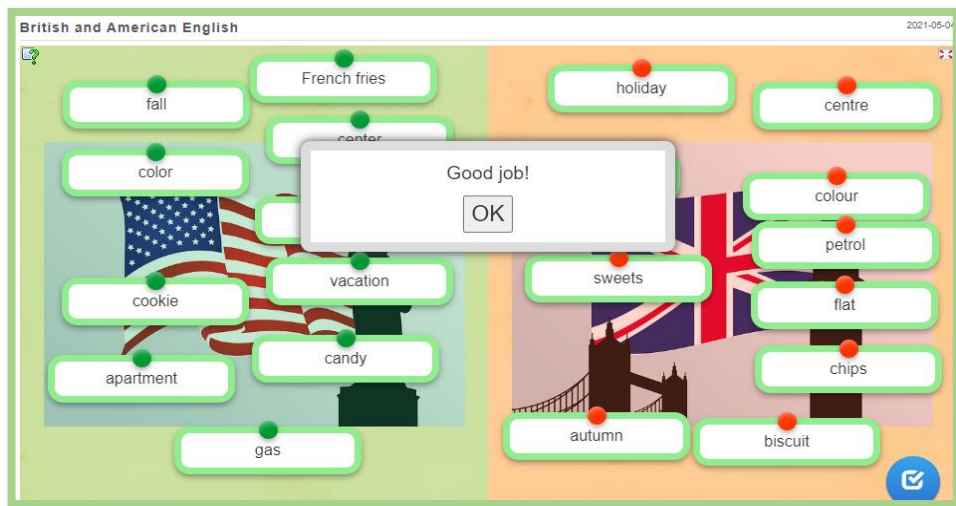 British and American English
2021-05-04
French fries
fall
center
color
vacation
cookie
candy
apartment
gas
Good job!
OK
holiday
centre
colour
petrol
sweets
flat
chips
autumn
biscuit